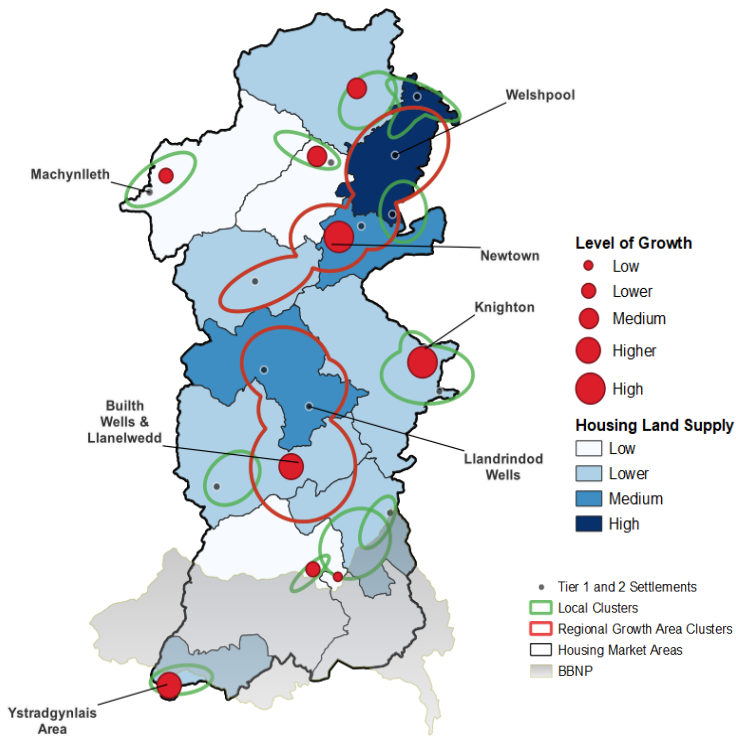 Welshpool
Machynlleth
Newtown
Knighton
Builth
Wells &
Llanelwedd
Llandrindod
Wells
Ystradgynlais
Area
Level of Growth
Low
Lower
Medium
Higher
High
Housing Land Supply
Low
Lower
Medium
High
Tier 1 and 2 Settlements
Local Clusters
Regional Growth Area Clusters
Housing Market Areas
BBNP